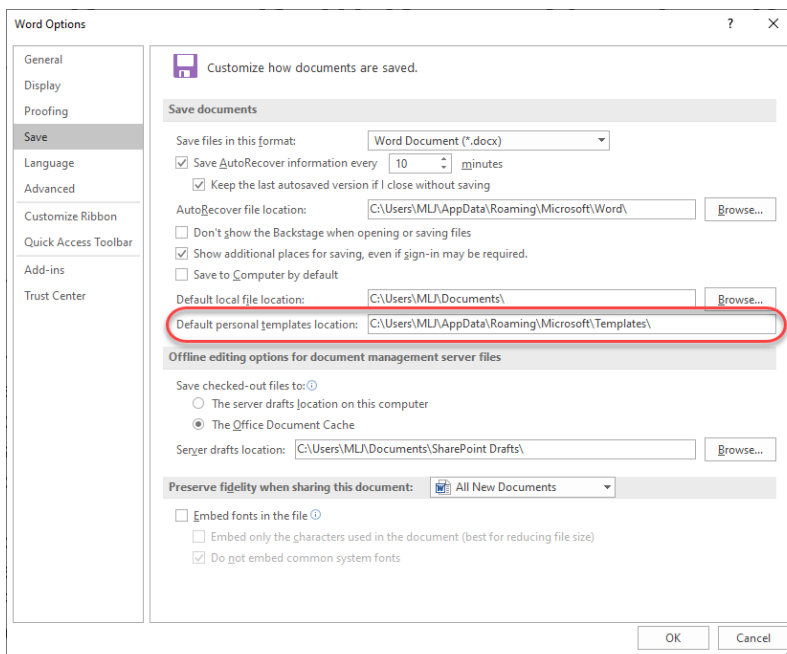 Word Options
?
General
Display
Proofing
Save
Language
Advanced
Customize Ribbon
Quick Access Toolbar
Add-ins
Trust Center
Customize how documents are saved.
Save documents
Save files in this format: Word Document (*.docx)
Save AutoRecover information every 10 minutes
Keep the last autosaved version if I close without saving
AutoRecover file location: C:\Users\MLJ\AppData\Roaming\Microsoft\Word\ Browse...
Don't show the Backstage when opening or saving files
Show additional places for saving, even if sign-in may be required.
Save to Computer by default
Default local file location: C:\Users\MLJ\Documents\ Browse...
Default personal templates location: C:\Users\MLJ\AppData\Roaming\Microsoft\Templates\
Offline editing options for document management server files
Save checked-out files to:
The server drafts location on this computer
The Office Document Cache
Server drafts location: C:\Users\MLJ\Documents\SharePoint Drafts\ Browse...
Preserve fidelity when sharing this document: All New Documents
Embed fonts in the file
Embed only the characters used in the document (best for reducing file size)
Do not embed common system fonts
OK Cancel